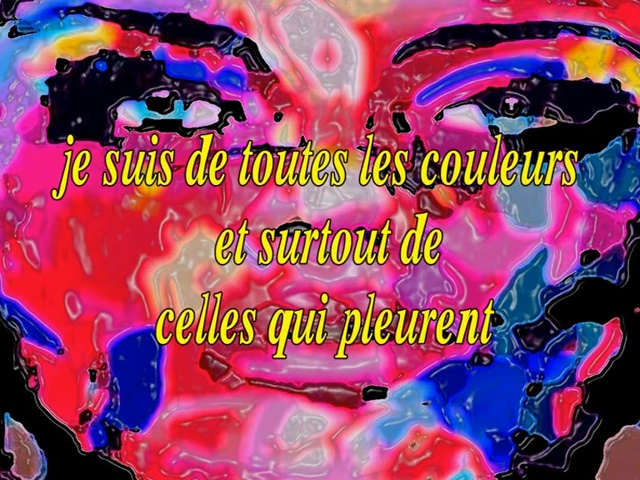 je suis de toutes les couleurs
et surtout de
celles qui pleurent